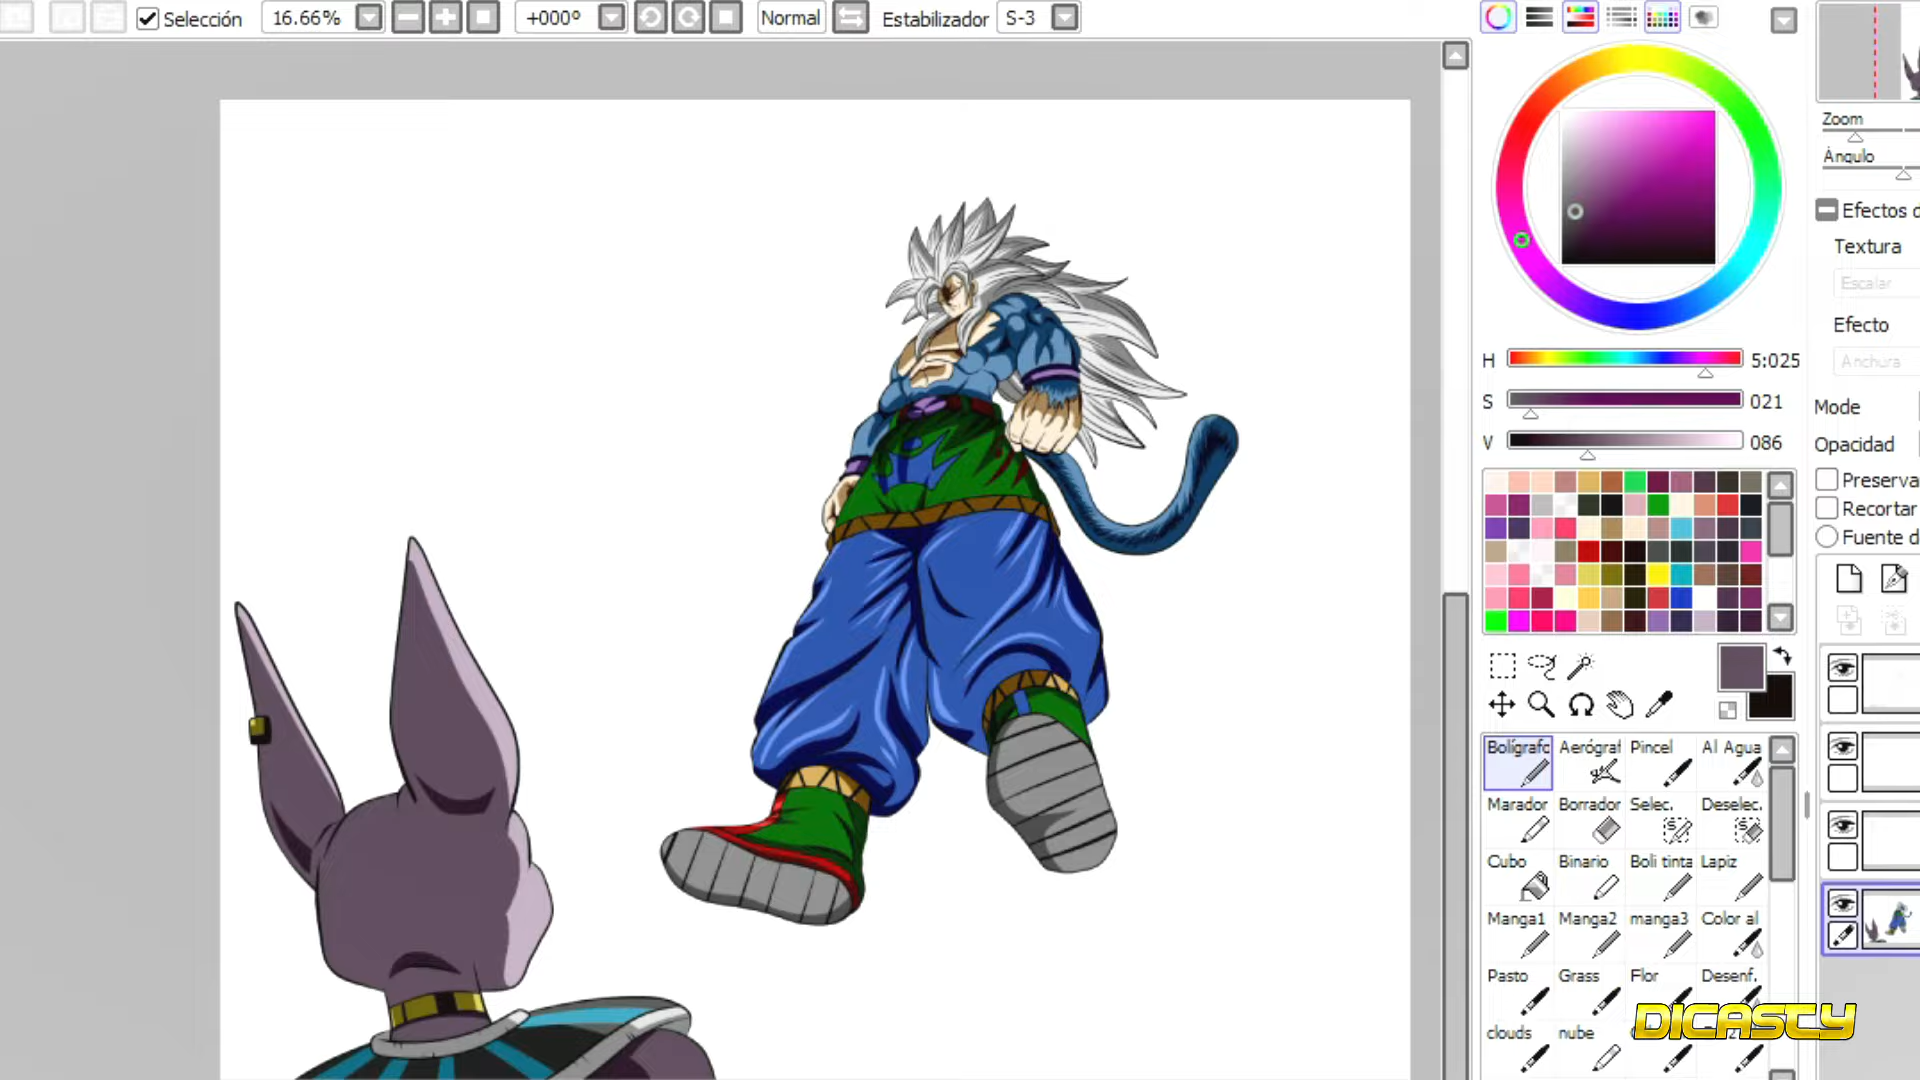 Selección 16.66% +000º Normal Estabilizador S-3
Zoom
Ángulo
Efectos d
Textura
Escalar
Efecto
Anchura
H 5:025
S 021
V 086
Mode
Opacidad
Preserva
Recortar
Fuente d
Bolígrafo Aerógraf Pincel Al Agua
Marador Borrador Selec. Deselec.
Cubo Binario Boli tinta Lapiz
Manga1 Manga2 manga3 Color al
Pasto Grass Flor Desenf.
clouds nube
DICASTY